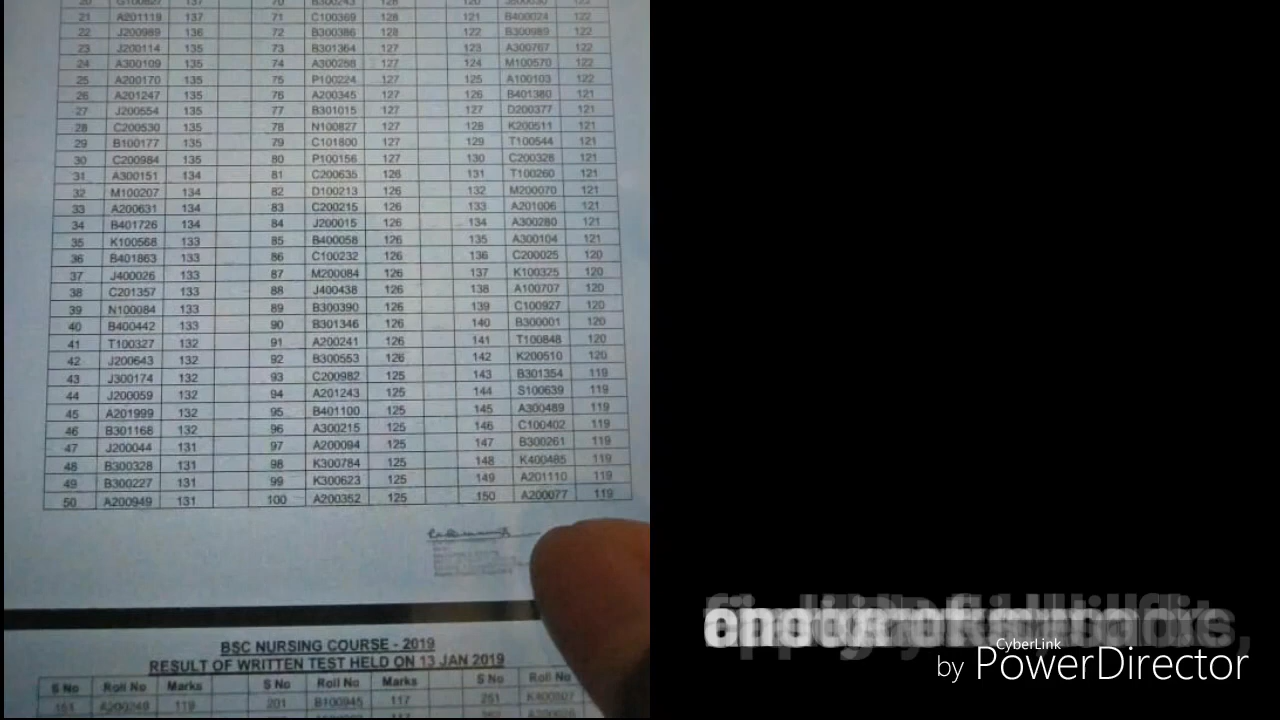 20 137 70 B300243 128 120 122
21 A201119 137 71 C100369 128 121 B400024 122
22 J200989 136 72 B300386 128 122 B300989 122
23 J200114 135 73 B301364 127 123 A300767 122
24 A300109 135 74 A300258 127 124 M100570 122
25 A200170 135 75 P100224 127 125 A100103 122
26 A201247 135 76 A200345 127 126 B401380 121
27 J200554 135 77 B301015 127 127 D200377 121
28 C200530 135 78 N100827 127 128 K200511 121
29 B100177 135 79 C101800 127 129 T100544 121
30 C200984 135 80 P100156 127 130 C200326 121
31 A300151 134 81 C200635 126 131 T100260 121
32 M100207 134 82 D100213 126 132 M200070 121
33 A200631 134 83 C200215 126 133 A201006 121
34 B401726 134 84 J200015 126 134 A300280 121
35 K100568 133 85 B400058 126 135 A300104 121
36 B401863 133 86 C100232 126 136 C200025 120
37 J400026 133 87 M200084 126 137 K100325 120
38 C201357 133 88 J400438 126 138 A100707 120
39 N100084 133 89 B300390 126 139 C100927 120
40 B400442 133 90 B301346 126 140 B300001 120
41 T100327 132 91 A200241 126 141 T100848 120
42 J200643 132 92 B300553 126 142 K200510 120
43 J300174 132 93 C200982 125 143 B301354 119
44 J200059 132 94 A201243 125 144 S100639 119
45 A201999 132 95 B401100 125 145 A300489 119
46 B301168 132 96 A300215 125 146 C100402 119
47 J200044 131 97 A200094 125 147 B300261 119
48 B300328 131 98 K300784 125 148 K400485 119
49 B300227 131 99 K300623 125 149 A201110 119
50 A200949 131 100 A200352 125 150 A200077 119
BSC NURSING COURSE - 2019
RESULT OF WRITTEN TEST HELD ON 13 JAN 2019
S No Roll No Marks S No Roll No Marks S No Roll No
151 A200249 119 201 B100945 117 251
by CyberLink PowerDirector